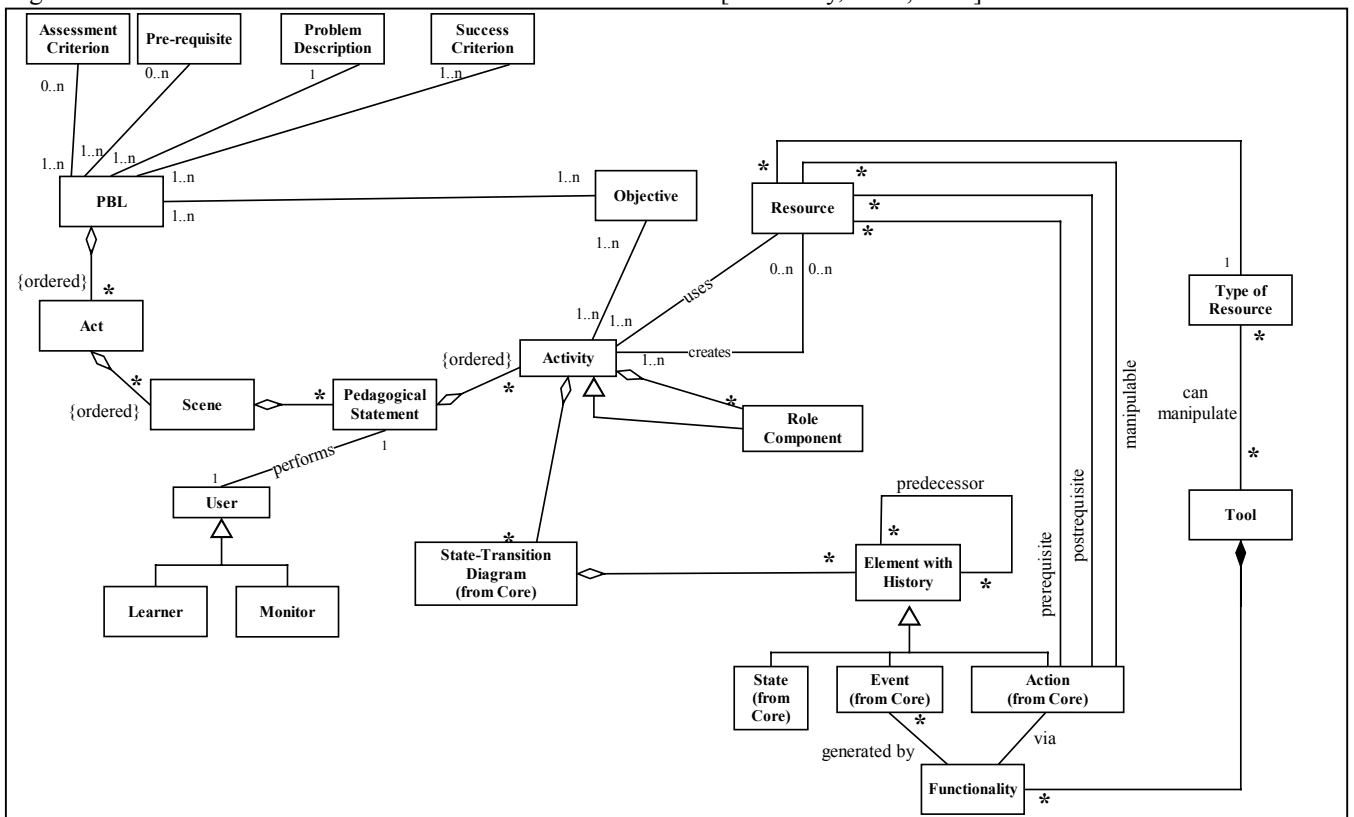 Assessment
Criterion
Pre-requisite
Problem
Description
Success
Criterion
0..n
0..n
1
1..n
1..n
1..n
1..n
1..n
1..n
PBL
1..n
1..n
Objective
Resource
*
*
*
*
1..n
0..n
0..n
1
Type of
Resource
*
{ordered}
*
Act
uses
1..n
1..n
{ordered}
Activity
creates
1..n
*
*
{ordered}
Scene
*
Pedagogical
Statement
*
Role
Component
manipulable
can
manipulate
*
performs
1
1
User
predecessor
*
Tool
*
State-Transition
Diagram
(from Core)
*
Element with
History
*
prerequisite
postrequisite
Learner
Monitor
State
(from
Core)
Event
(from Core)
Action
(from Core)
*
generated by
via
Functionality
*